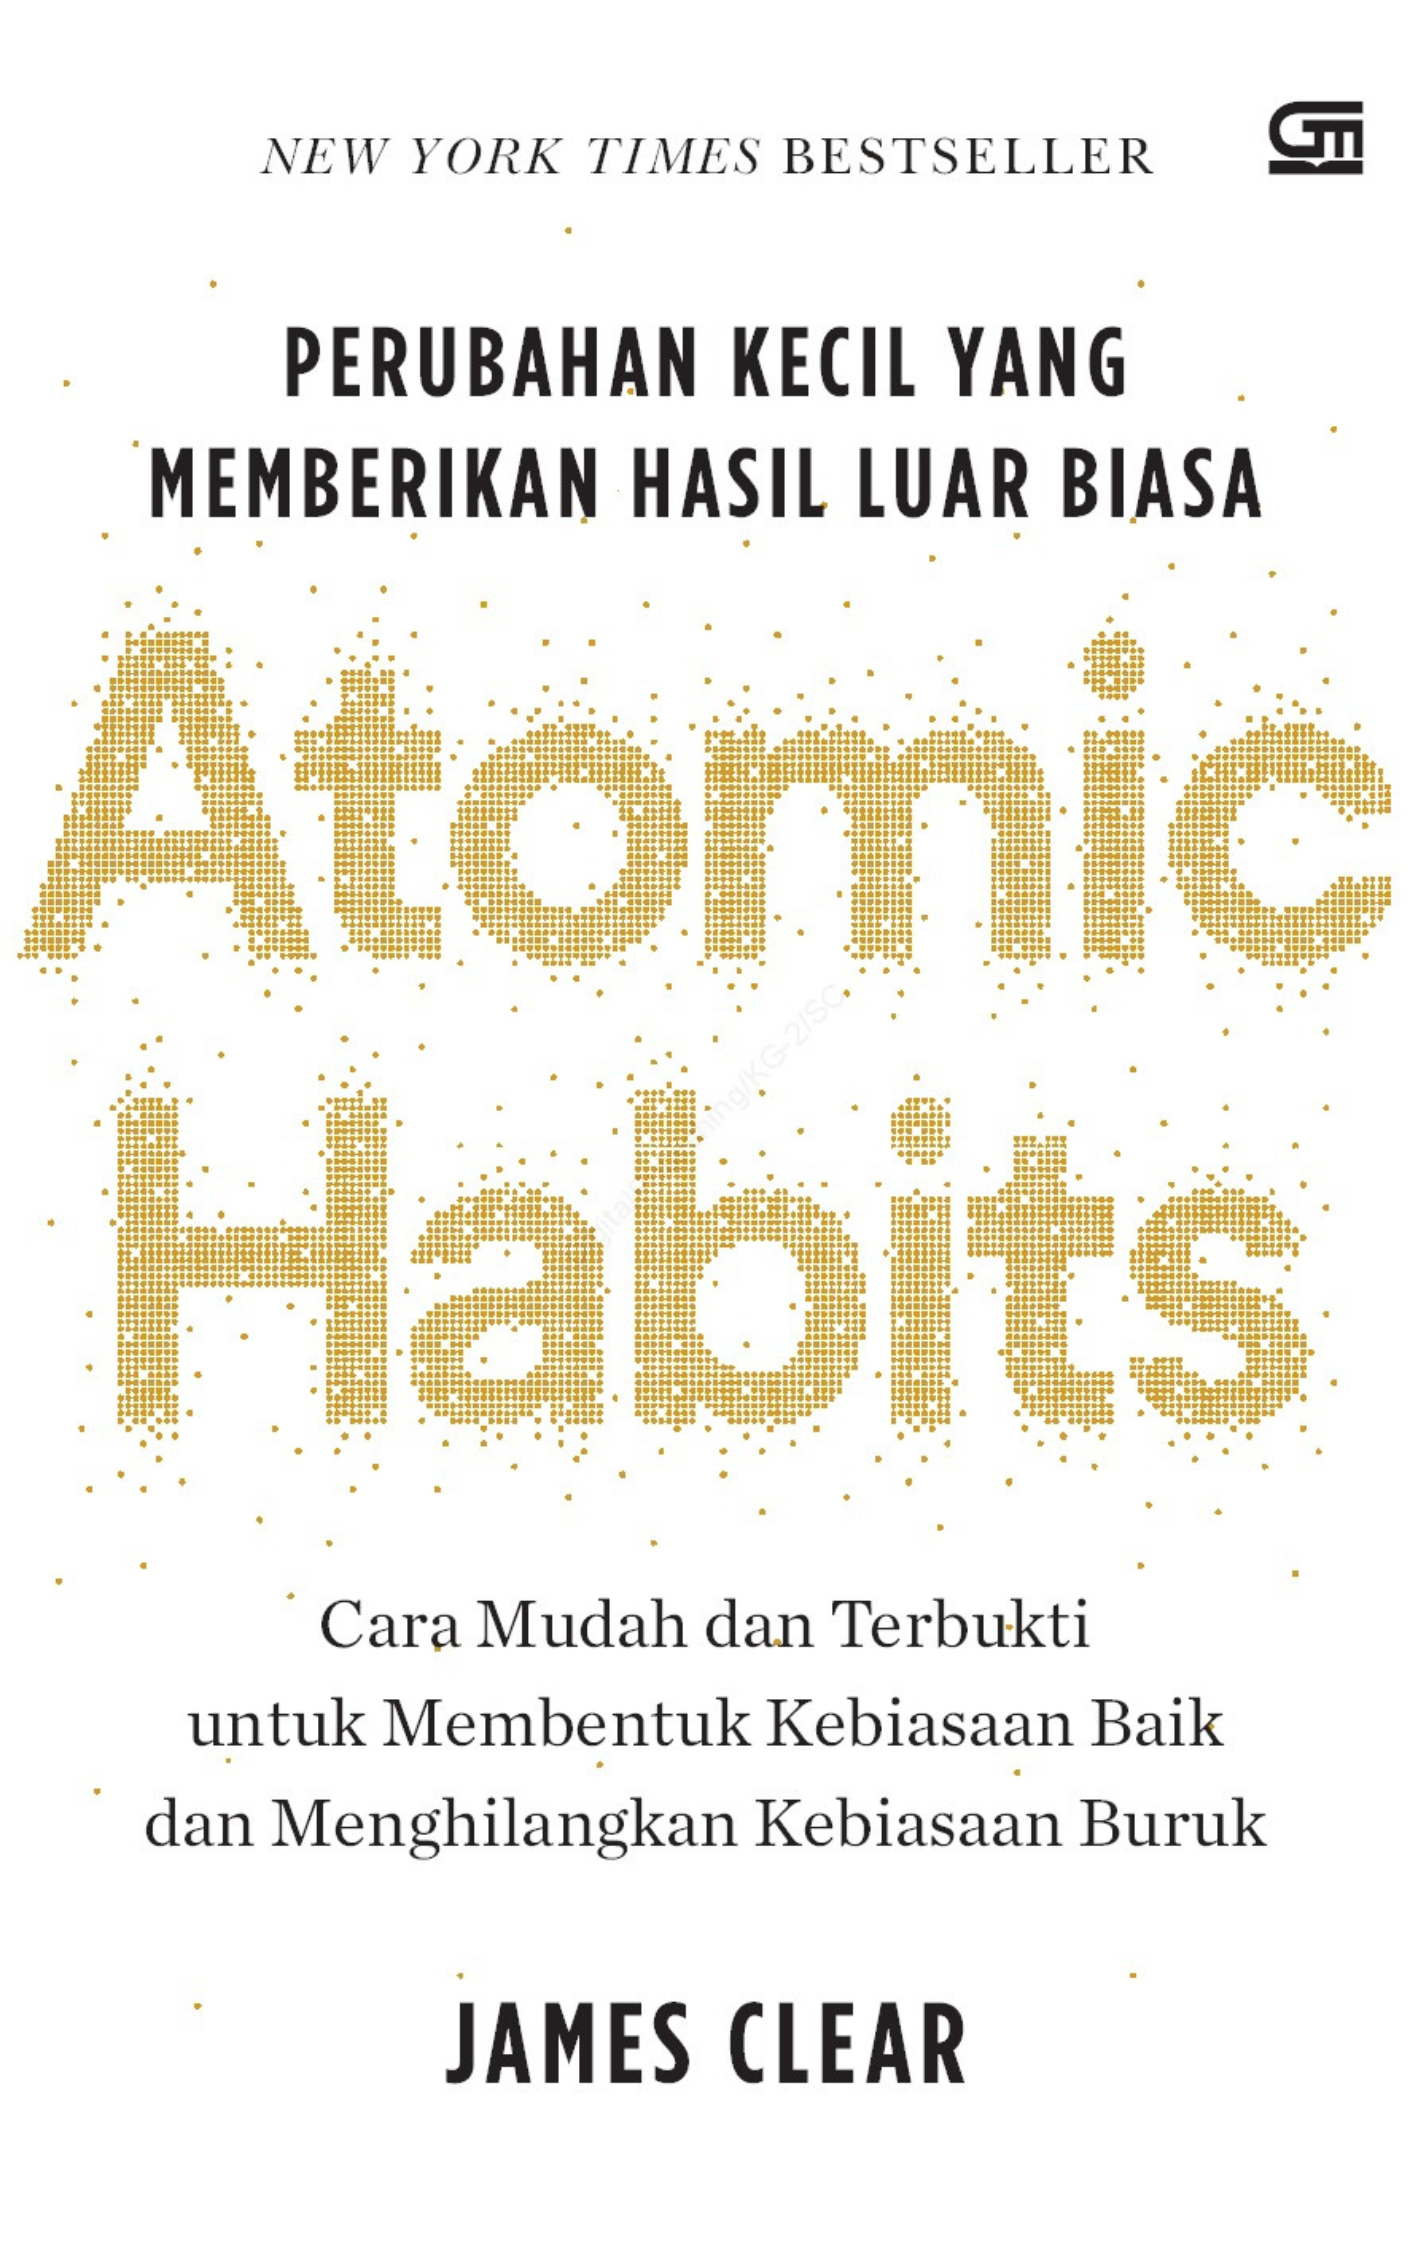 NEW YORK TIMES BESTSELLER
GM
PERUBAHAN KECIL YANG
MEMBERIKAN HASIL LUAR BIASA
Atomic
Habits
Cara Mudah dan Terbukti
untuk Membentuk Kebiasaan Baik
dan Menghilangkan Kebiasaan Buruk
JAMES CLEAR